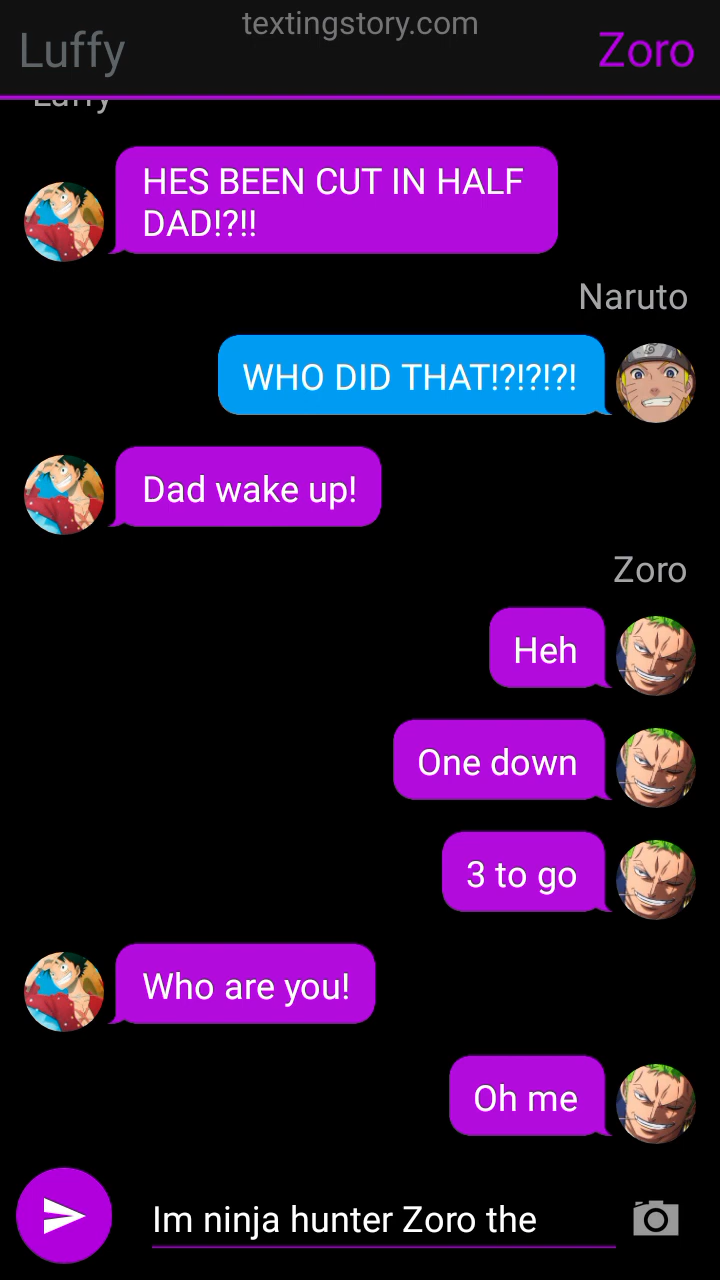 textingstory.com
Luffy
Zoro
Luffy
HES BEEN CUT IN HALF
DAD!?!!
Naruto
WHO DID THAT!?!?!?!
Dad wake up!
Zoro
Heh
One down
3 to go
Who are you!
Oh me
Im ninja hunter Zoro the